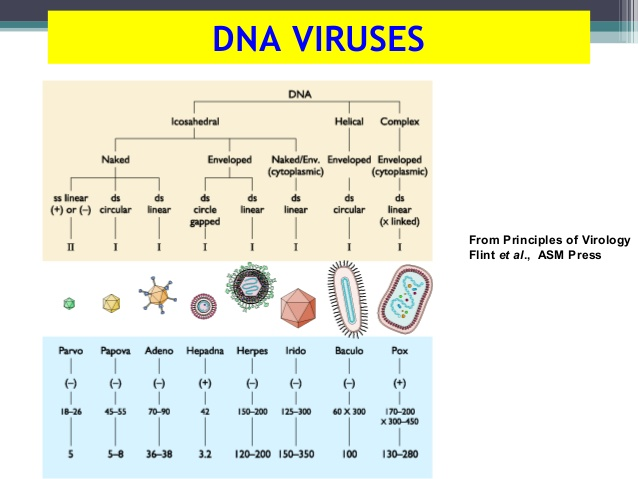 DNA VIRUSES
DNA
Icosahedral Helical Complex
Naked Enveloped Naked/Env. Enveloped Enveloped
(cytoplasmic) (cytoplasmic)
ss linear ds ds ds ds ds ds ds
(+) or (–) circular linear circle linear linear circular linear
gapped (x linked)
II I I I I I I I
From Principles of Virology
Flint et al., ASM Press
Parvo Papova Adeno Hepadna Herpes Irido Baculo Pox
(–) (–) (–) (+) (–) (–) (–) (+)
18–26 45–55 70–90 42 150–200 125–300 60 X 300 170–200
X 300–450
5 5–8 36–38 3.2 120–200 150–350 100 130–280